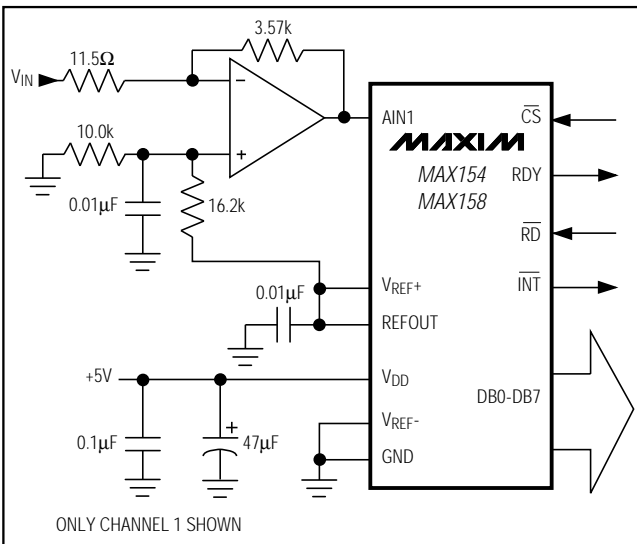 3.57k
11.5Ω
VIN
−
+
10.0k
0.01µF
16.2k
0.01µF
+5V
0.1µF
+
47µF
AIN1
MAXIM
MAX154
MAX158
CS
RDY
RD
INT
VREF+
REFOUT
VDD
VREF-
GND
DB0-DB7
ONLY CHANNEL 1 SHOWN